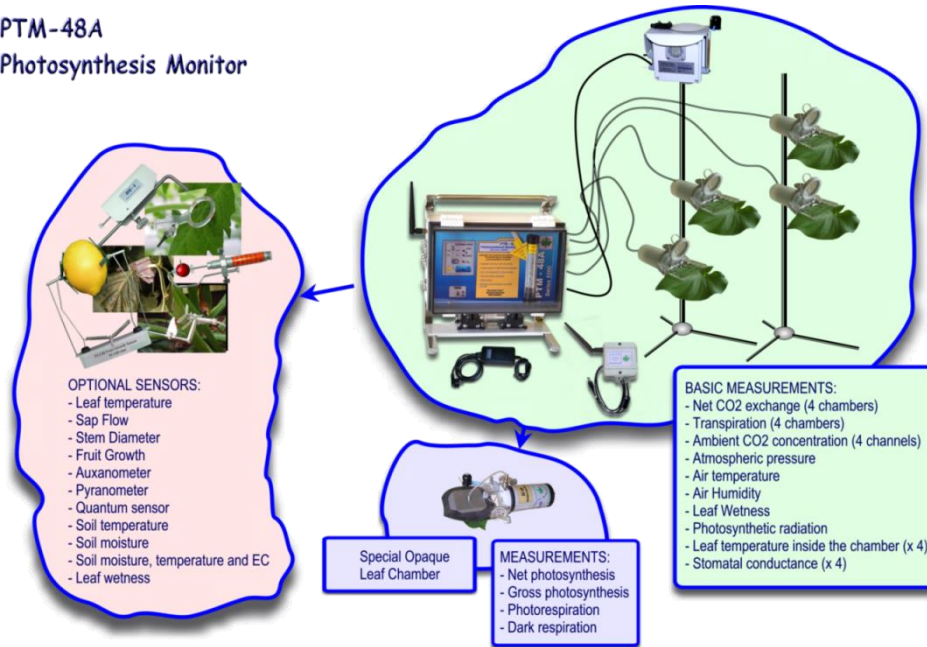 PTM-48A
Photosynthesis Monitor
PTM - 48A
OPTIONAL SENSORS:
- Leaf temperature
- Sap Flow
- Stem Diameter
- Fruit Growth
- Auxanometer
- Pyranometer
- Quantum sensor
- Soil temperature
- Soil moisture
- Soil moisture, temperature and EC
- Leaf wetness
BASIC MEASUREMENTS:
- Net CO2 exchange (4 chambers)
- Transpiration (4 chambers)
- Ambient CO2 concentration (4 channels)
- Atmospheric pressure
- Air temperature
- Air Humidity
- Leaf Wetness
- Photosynthetic radiation
- Leaf temperature inside the chamber (x 4)
- Stomatal conductance (x 4)
Special Opaque
Leaf Chamber
MEASUREMENTS:
- Net photosynthesis
- Gross photosynthesis
- Photorespiration
- Dark respiration